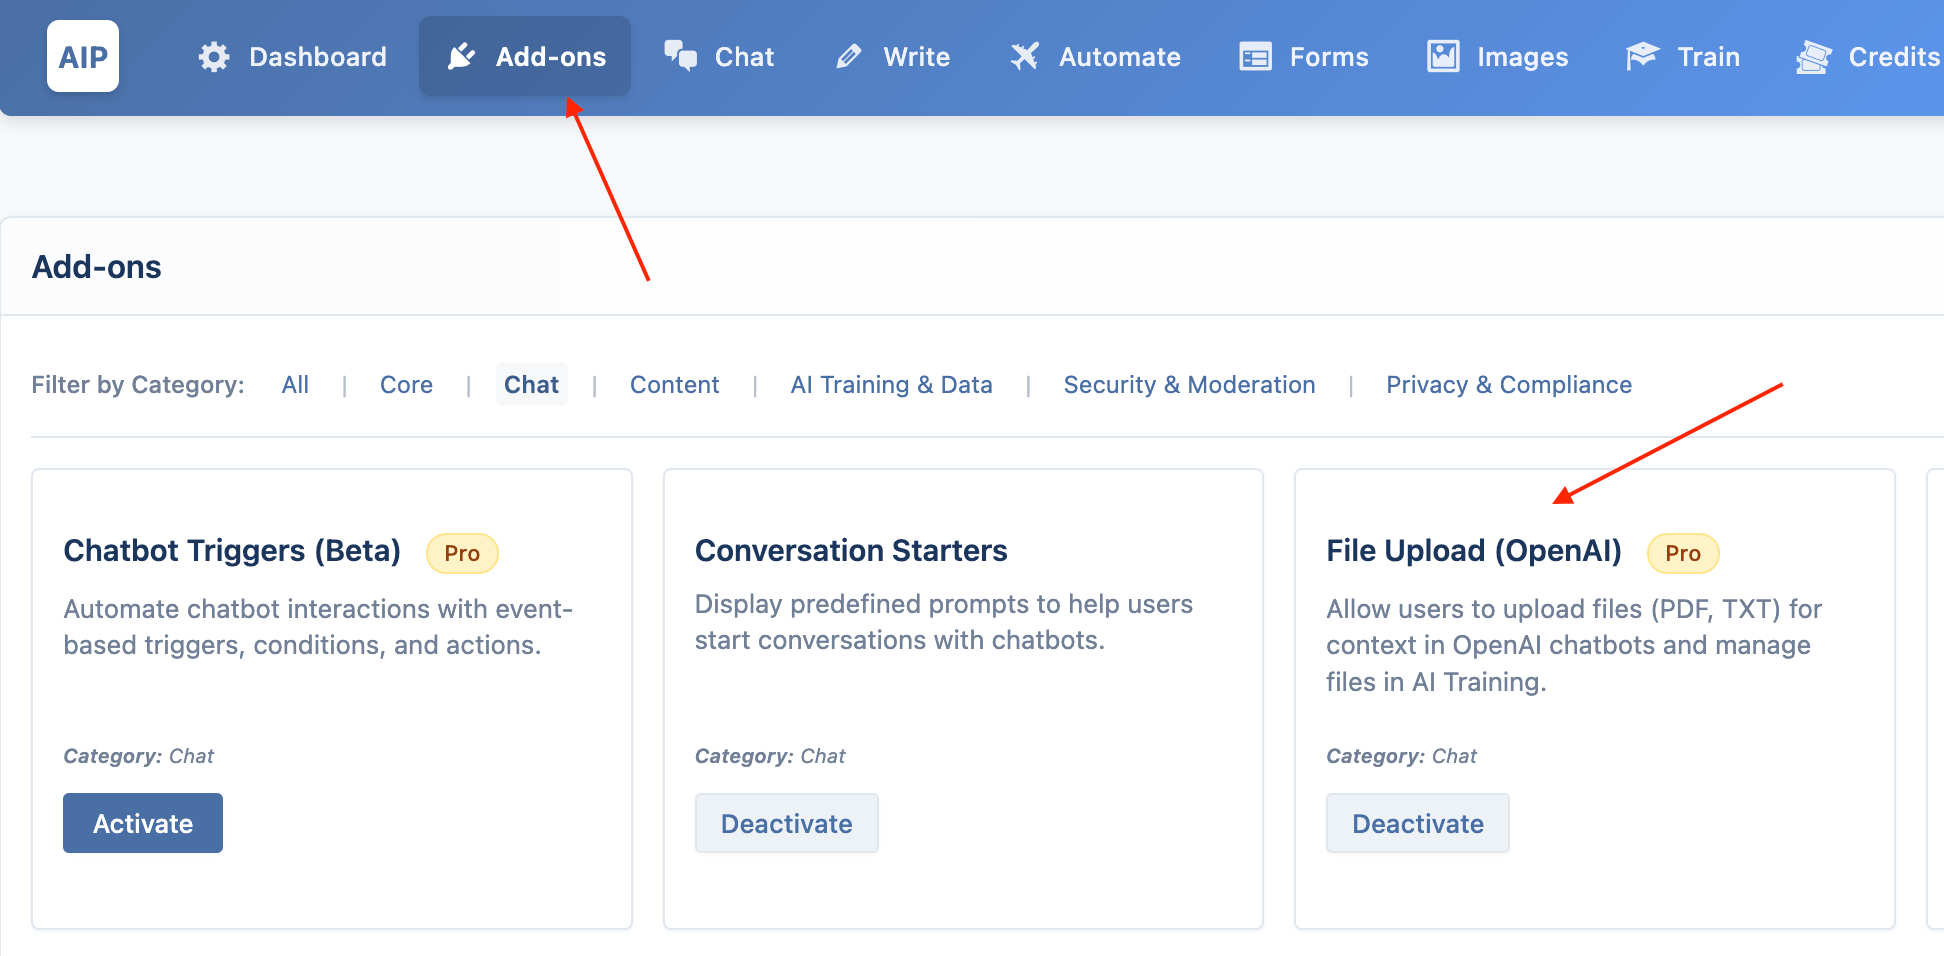 AIP Dashboard Add-ons Chat Write Automate Forms Images Train Credits
Add-ons
Filter by Category: All | Core | Chat | Content | AI Training & Data | Security & Moderation | Privacy & Compliance
Chatbot Triggers (Beta) Pro
Automate chatbot interactions with event-
based triggers, conditions, and actions.
Category: Chat
Activate
Conversation Starters
Display predefined prompts to help users
start conversations with chatbots.
Category: Chat
Deactivate
File Upload (OpenAI) Pro
Allow users to upload files (PDF, TXT) for
context in OpenAI chatbots and manage
files in AI Training.
Category: Chat
Deactivate